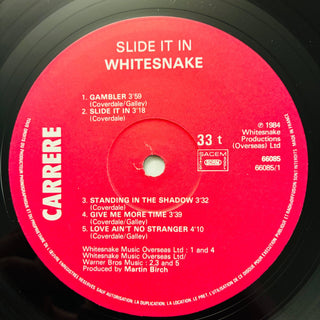 SLIDE IT IN
WHITESNAKE
1. GAMBLER 3'59
(Coverdale/Galley)
2. SLIDE IT IN 3'18
(Coverdale)
33 t
SACEM
℗ 1984
Whitesnake
Productions
(Overseas) Ltd
66085
66085/1
CARRERE
3. STANDING IN THE SHADOW 3'32
(Coverdale)
4. GIVE ME MORE TIME 3'39
(Coverdale/Galley)
5. LOVE AIN'T NO STRANGER 4'10
(Coverdale/Galley)
Whitesnake Music Overseas Ltd : 1 and 4
Whitesnake Music Overseas Ltd/
Warner Bros Music : 2,3 and 5
Produced by Martin Birch